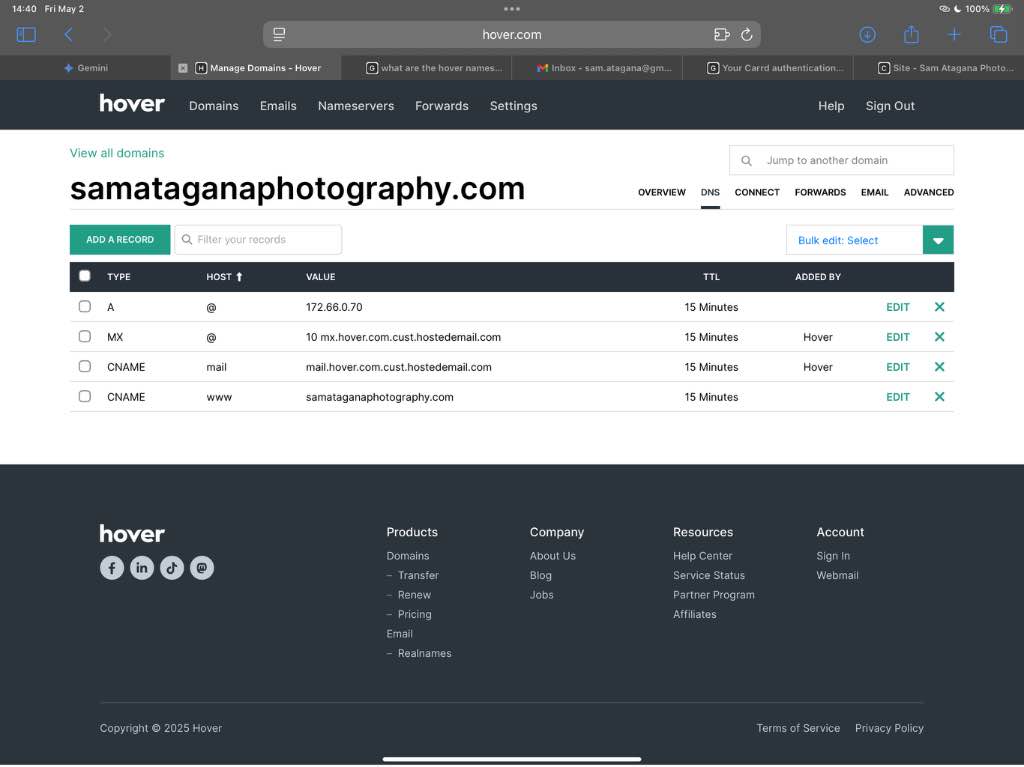 14:40 Fri May 2
100%
hover.com
Gemini
Manage Domains - Hover
what are the hover names...
Inbox - sam.atagana@gm...
Your Carrd authentication...
Site - Sam Atagana Photo...
hover Domains Emails Nameservers Forwards Settings Help Sign Out
View all domains
Jump to another domain
samataganaphotography.com
OVERVIEW DNS CONNECT FORWARDS EMAIL ADVANCED
ADD A RECORD Filter your records Bulk edit: Select
TYPE HOST VALUE TTL ADDED BY
A @ 172.66.0.70 15 Minutes EDIT
MX @ 10 mx.hover.com.cust.hostedemail.com 15 Minutes Hover EDIT
CNAME mail mail.hover.com.cust.hostedemail.com 15 Minutes Hover EDIT
CNAME www samataganaphotography.com 15 Minutes EDIT
hover
Products
Domains
– Transfer
– Renew
– Pricing
Email
– Realnames
Company
About Us
Blog
Jobs
Resources
Help Center
Service Status
Partner Program
Affiliates
Account
Sign In
Webmail
Copyright © 2025 Hover
Terms of Service Privacy Policy